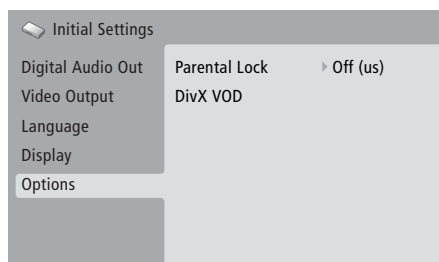 Initial Settings
Digital Audio Out
Parental Lock
Off (us)
Video Output
DivX VOD
Language
Display
Options